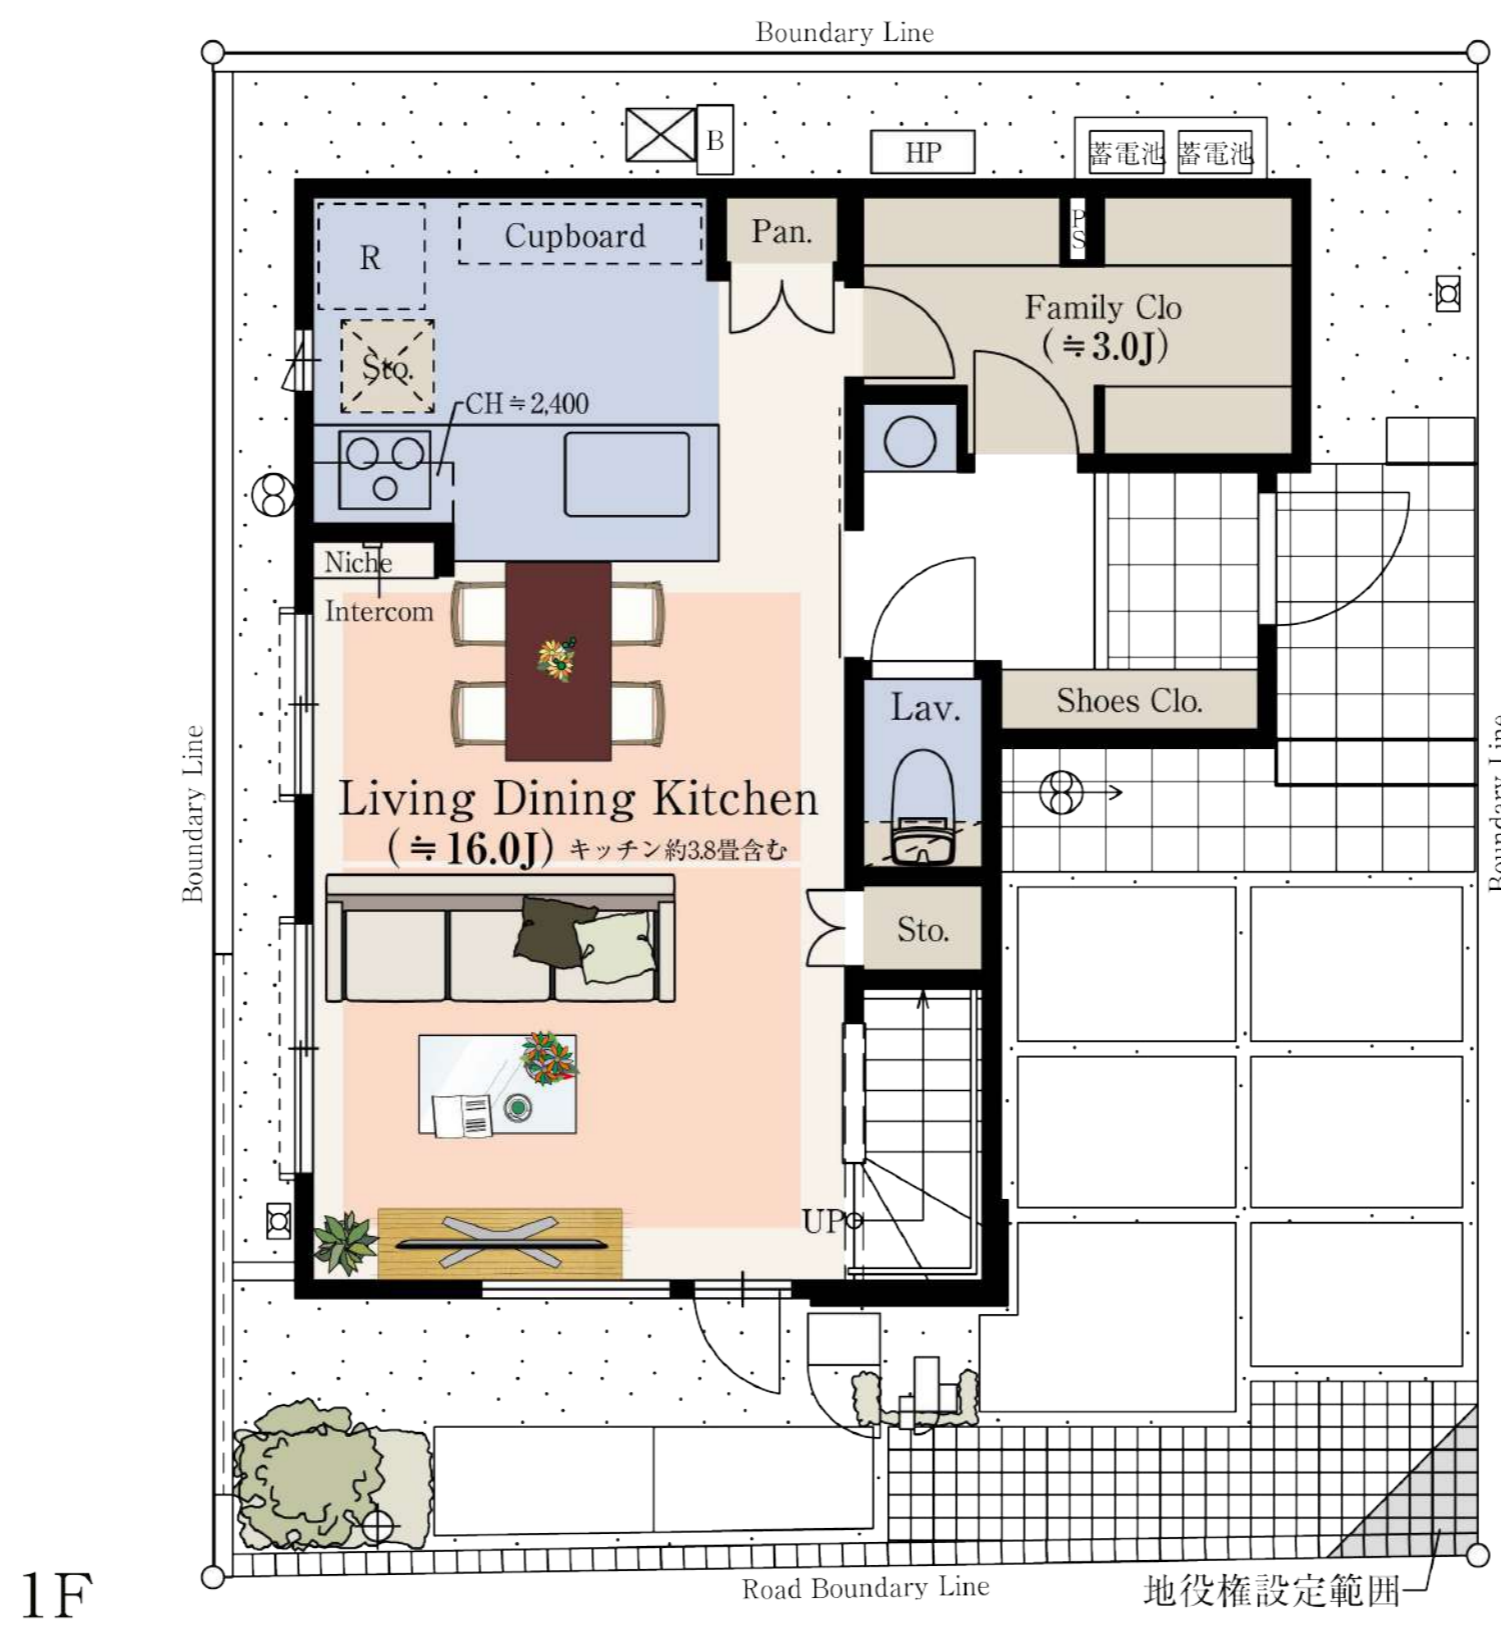 Boundary Line
B
HP
蓄電池
蓄電池
R
Cupboard
Pan.
PS
Family Clo
(≒3.0J)
Sto.
CH≒2,400
Niche
Intercom
Lav.
Shoes Clo.
Boundary Line
Boundary Line
Living Dining Kitchen
(≒16.0J) キッチン約3.8畳含む
Sto.
UP
Road Boundary Line
地役権設定範囲
1F